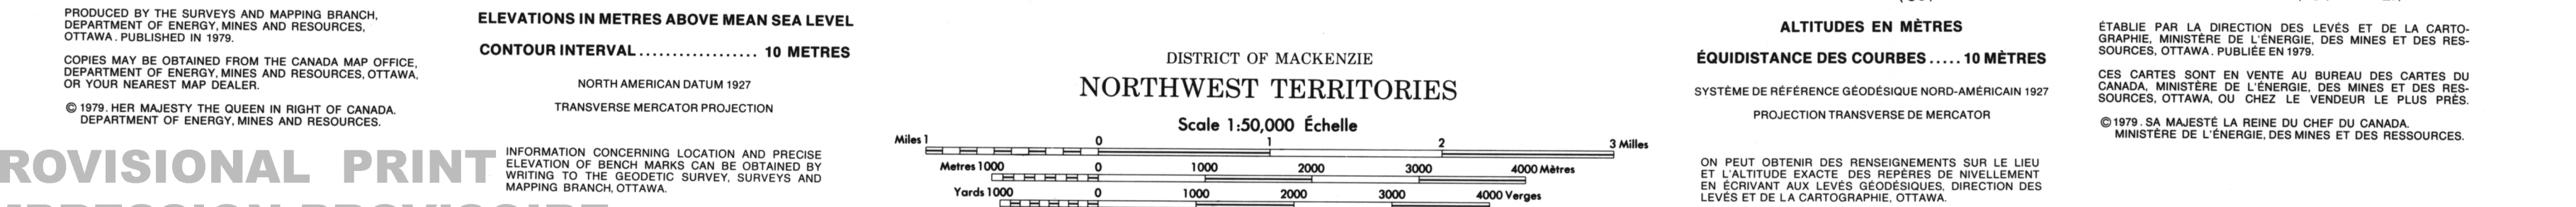 PRODUCED BY THE SURVEYS AND MAPPING BRANCH,
DEPARTMENT OF ENERGY, MINES AND RESOURCES,
OTTAWA. PUBLISHED IN 1979.
COPIES MAY BE OBTAINED FROM THE CANADA MAP OFFICE,
DEPARTMENT OF ENERGY, MINES AND RESOURCES, OTTAWA,
OR YOUR NEAREST MAP DEALER.
© 1979. HER MAJESTY THE QUEEN IN RIGHT OF CANADA.
DEPARTMENT OF ENERGY, MINES AND RESOURCES.
ROVISIONAL PRINT
ELEVATIONS IN METRES ABOVE MEAN SEA LEVEL
CONTOUR INTERVAL.................. 10 METRES
NORTH AMERICAN DATUM 1927
TRANSVERSE MERCATOR PROJECTION
INFORMATION CONCERNING LOCATION AND PRECISE
ELEVATION OF BENCH MARKS CAN BE OBTAINED BY
WRITING TO THE GEODETIC SURVEY, SURVEYS AND
MAPPING BRANCH, OTTAWA.
DISTRICT OF MACKENZIE
NORTHWEST TERRITORIES
Scale 1:50,000 Échelle
Miles 1 0 1 2 3 Milles
Metres 1000 0 1000 2000 3000 4000 Mètres
Yards 1000 0 1000 2000 3000 4000 Verges
ALTITUDES EN MÈTRES
ÉQUIDISTANCE DES COURBES ..... 10 MÈTRES
SYSTÈME DE RÉFÉRENCE GÉODÉSIQUE NORD-AMÉRICAIN 1927
PROJECTION TRANSVERSE DE MERCATOR
ON PEUT OBTENIR DES RENSEIGNEMENTS SUR LE LIEU
ET L'ALTITUDE EXACTE DES REPÈRES DE NIVELLEMENT
EN ÉCRIVANT AUX LEVÉS GÉODÉSIQUES, DIRECTION DES
LEVÉS ET DE LA CARTOGRAPHIE, OTTAWA.
ÉTABLIE PAR LA DIRECTION DES LEVÉS ET DE LA CARTO-
GRAPHIE, MINISTÈRE DE L'ÉNERGIE, DES MINES ET DES RES-
SOURCES, OTTAWA. PUBLIÉE EN 1979.
CES CARTES SONT EN VENTE AU BUREAU DES CARTES DU
CANADA, MINISTÈRE DE L'ÉNERGIE, DES MINES ET DES RES-
SOURCES, OTTAWA, OU CHEZ LE VENDEUR LE PLUS PRÈS.
© 1979. SA MAJESTÉ LA REINE DU CHEF DU CANADA.
MINISTÈRE DE L'ÉNERGIE, DES MINES ET DES RESSOURCES.